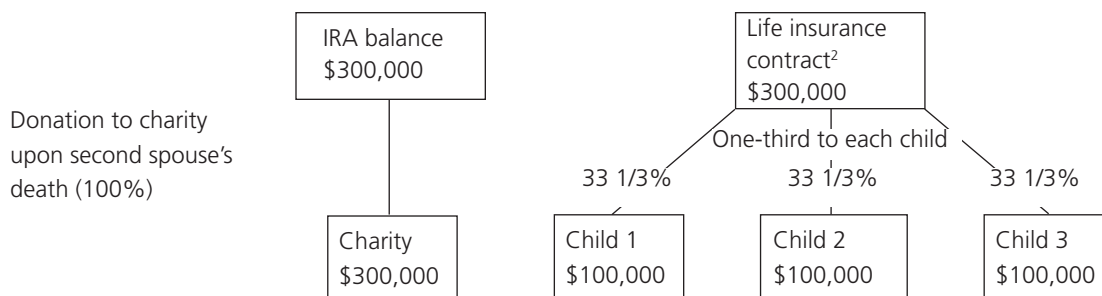 IRA balance
$300,000
Life insurance
contract²
$300,000
Donation to charity
upon second spouse's
death (100%)
One-third to each child
33 1/3%
33 1/3%
33 1/3%
Charity
$300,000
Child 1
$100,000
Child 2
$100,000
Child 3
$100,000